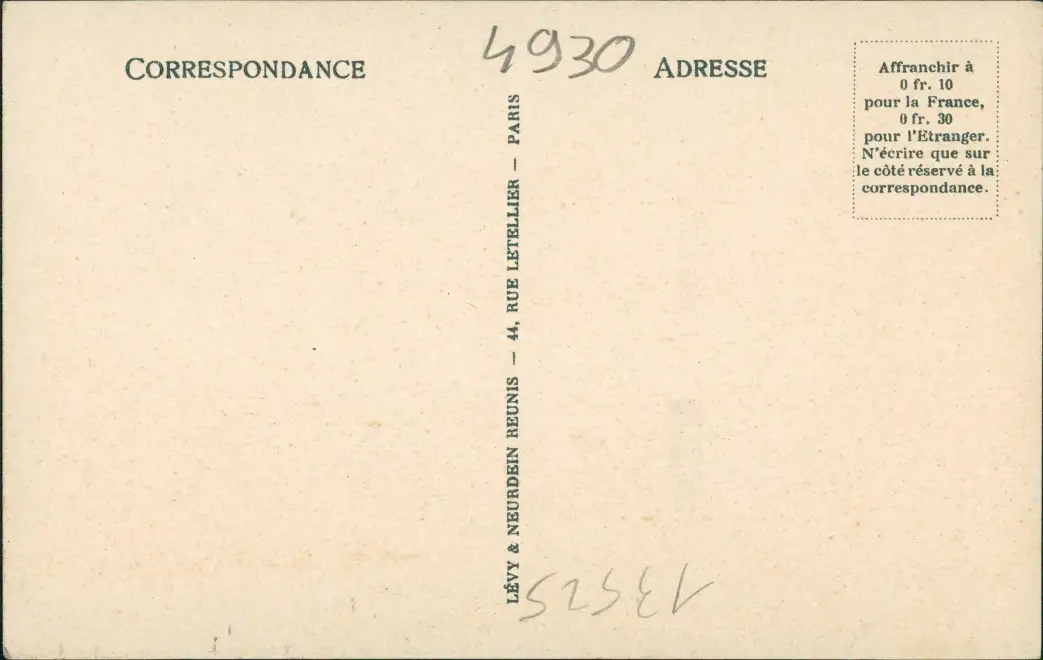 CORRESPONDANCE
4930
ADRESSE
Affranchir à
0 fr. 10
pour la France,
0 fr. 30
pour l'Etranger.
N'écrire que sur
le côté réservé à la
correspondance.
LÉVY & NEURDEIN REUNIS — 44, RUE LETELLIER — PARIS
13525